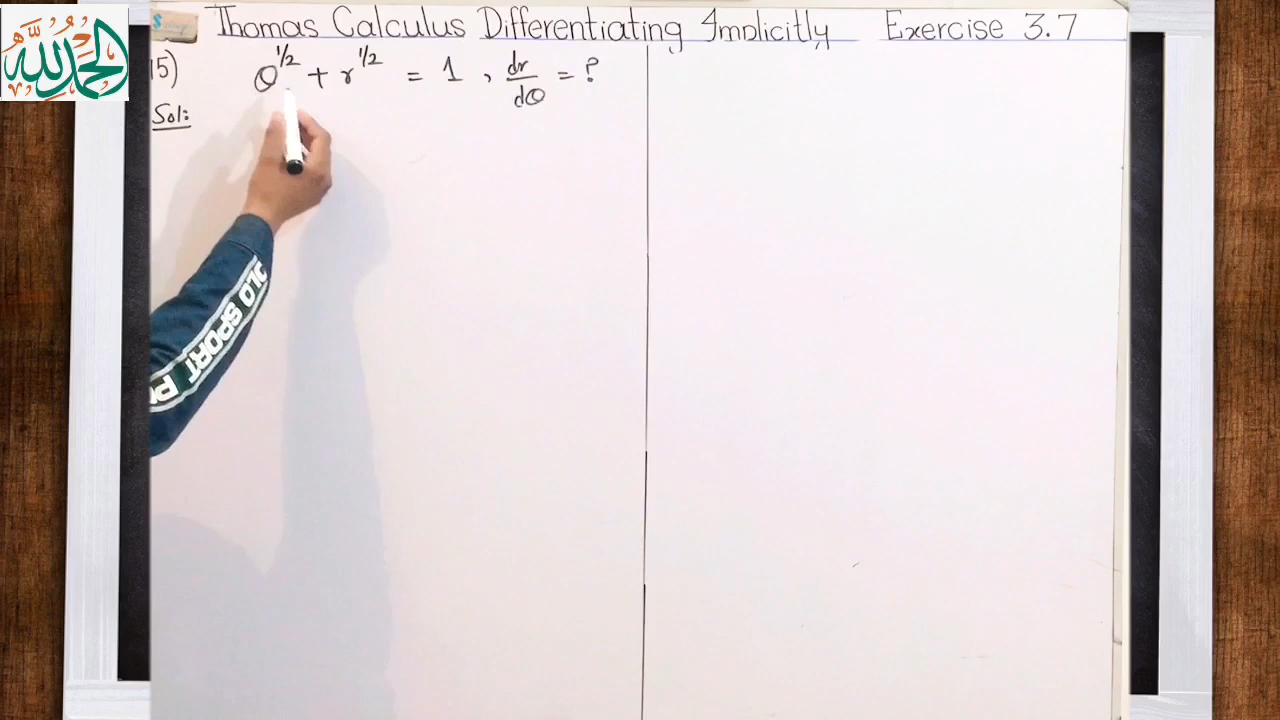 الحمد لله
Thomas Calculus Differentiating Implicitly Exercise 3.7
15) θ^1/2 + r^1/2 = 1 , dr/dθ = ?
Sol:
OLO SPORT